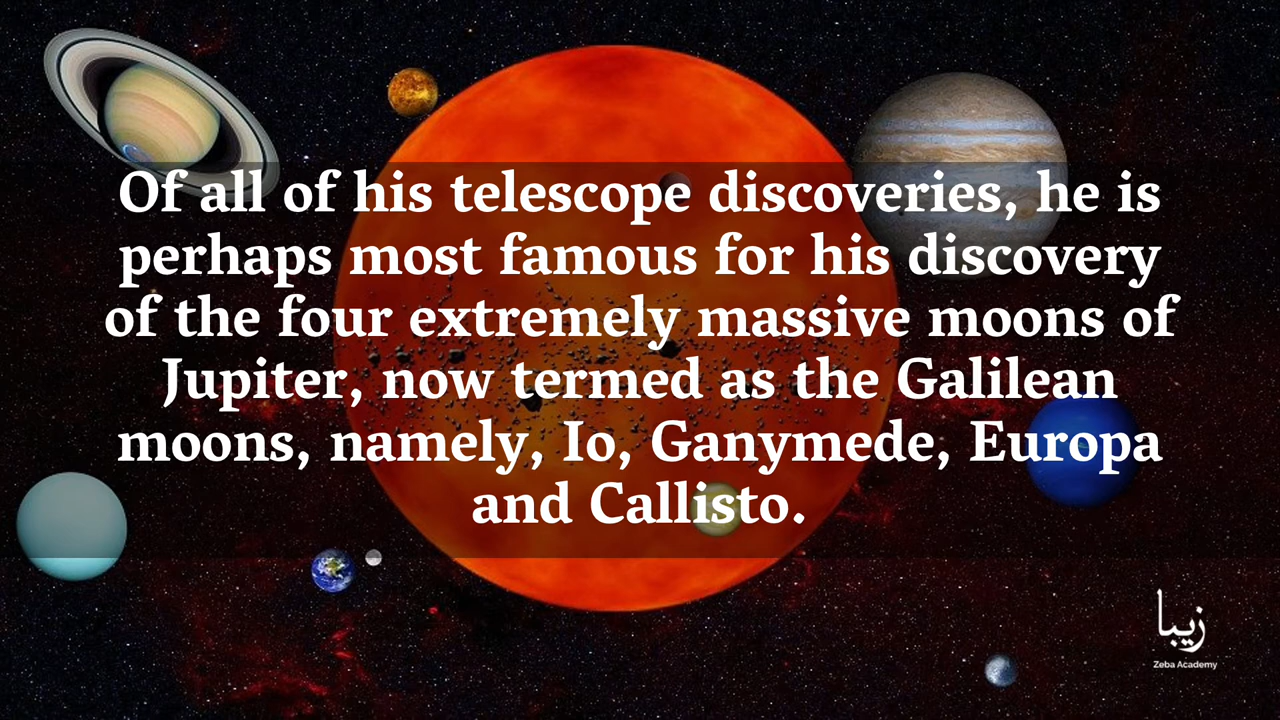 Of all of his telescope discoveries, he is
perhaps most famous for his discovery
of the four extremely massive moons of
Jupiter, now termed as the Galilean
moons, namely, Io, Ganymede, Europa
and Callisto.
زیبا
Zeba Academy